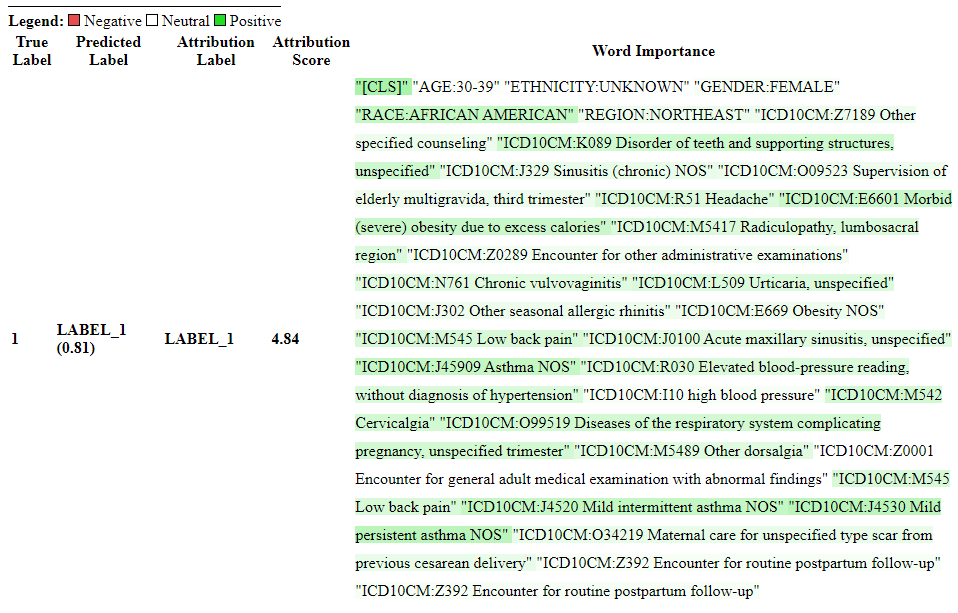 Legend: Negative Neutral Positive
True Label Predicted Label Attribution Label Attribution Score Word Importance
1 LABEL_1 (0.81) LABEL_1 4.84
"[CLS]" "AGE:30-39" "ETHNICITY:UNKNOWN" "GENDER:FEMALE"
"RACE:AFRICAN AMERICAN" "REGION:NORTHEAST" "ICD10CM:Z7189 Other
specified counseling" "ICD10CM:K089 Disorder of teeth and supporting structures,
unspecified" "ICD10CM:J329 Sinusitis (chronic) NOS" "ICD10CM:O09523 Supervision of
elderly multigravida, third trimester" "ICD10CM:R51 Headache" "ICD10CM:E6601 Morbid
(severe) obesity due to excess calories" "ICD10CM:M5417 Radiculopathy, lumbosacral
region" "ICD10CM:Z0289 Encounter for other administrative examinations"
"ICD10CM:N761 Chronic vulvovaginitis" "ICD10CM:L509 Urticaria, unspecified"
"ICD10CM:J302 Other seasonal allergic rhinitis" "ICD10CM:E669 Obesity NOS"
"ICD10CM:M545 Low back pain" "ICD10CM:J0100 Acute maxillary sinusitis, unspecified"
"ICD10CM:J45909 Asthma NOS" "ICD10CM:R030 Elevated blood-pressure reading,
without diagnosis of hypertension" "ICD10CM:I10 high blood pressure" "ICD10CM:M542
Cervicalgia" "ICD10CM:O99519 Diseases of the respiratory system complicating
pregnancy, unspecified trimester" "ICD10CM:M5489 Other dorsalgia" "ICD10CM:Z0001
Encounter for general adult medical examination with abnormal findings" "ICD10CM:M545
Low back pain" "ICD10CM:J4520 Mild intermittent asthma NOS" "ICD10CM:J4530 Mild
persistent asthma NOS" "ICD10CM:O34219 Maternal care for unspecified type scar from
previous cesarean delivery" "ICD10CM:Z392 Encounter for routine postpartum follow-up"
"ICD10CM:Z392 Encounter for routine postpartum follow-up"